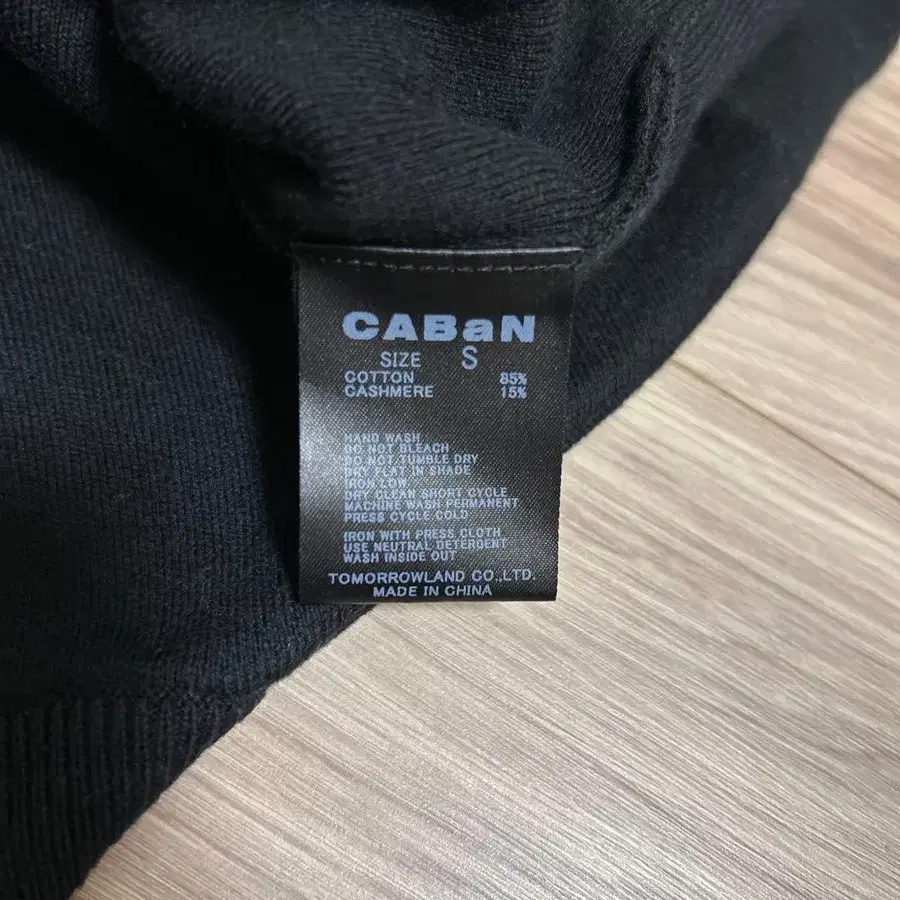 CABaN
SIZE S
COTTON 85%
CASHMERE 15%
HAND WASH
DO NOT BLEACH
DO NOT TUMBLE DRY
DRY FLAT IN SHADE
IRON LOW
DRY CLEAN SHORT CYCLE
MACHINE WASH PERMANENT
PRESS CYCLE COLD
IRON WITH PRESS CLOTH
USE NEUTRAL DETERDENT
WASH INSIDE OUT
TOMORROWLAND CO.,LTD.
MADE IN CHINA